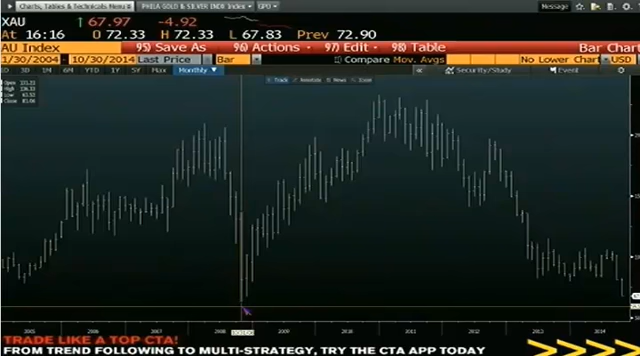 Charts, Tables & Technicals Menu PHILA GOLD & SILVER INDX Index GPO Message
XAU ↑ 67.97 -4.92
At 16:16 O 72.33 H 72.33 L 67.83 Prev 72.90
AU Index 95) Save As 96) Actions 97) Edit 98) Table Bar Chart
1/30/2004 - 10/30/2014 Last Price Bar Compare Mov. Avgs No Lower Chart USD
3D 1M 6M YTD 1Y 5Y Max Monthly Security/Study Event
Track Annotate News Zoom
Open
High
Low
Close
2005 2006 2007 2008 2009 2010 2011 2012 2013 2014
TRADE LIKE A TOP CTA!
FROM TREND FOLLOWING TO MULTI-STRATEGY, TRY THE CTA APP TODAY >>>>